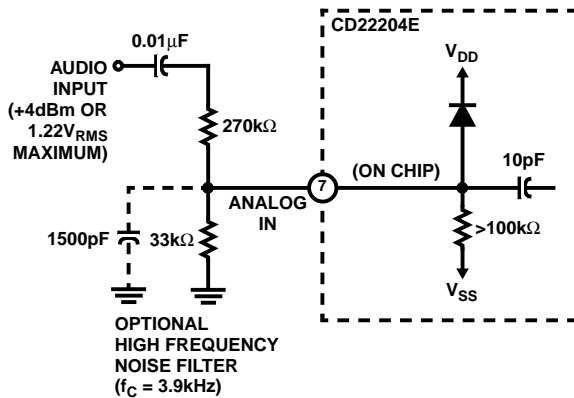 CD22204E
0.01μF
AUDIO
INPUT
(+4dBm OR
1.22VRMS
MAXIMUM)
VDD
270kΩ
(ON CHIP)
10pF
7
ANALOG
IN
1500pF
33kΩ
>100kΩ
VSS
OPTIONAL
HIGH FREQUENCY
NOISE FILTER
(fC = 3.9kHz)